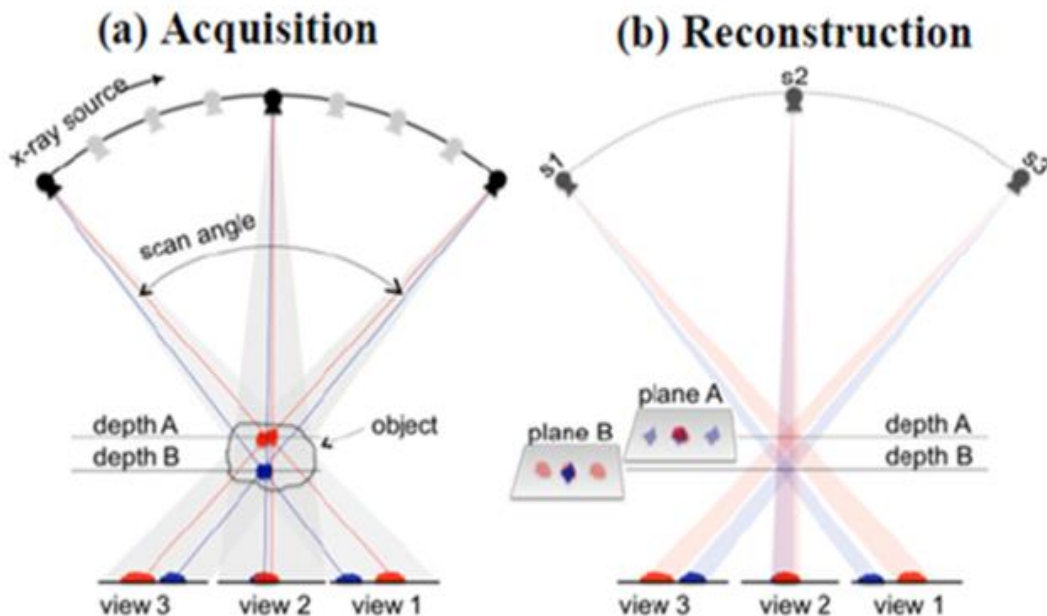 (a) Acquisition
x-ray source
scan angle
depth A
depth B
object
view 3
view 2
view 1
(b) Reconstruction
s1
s2
s3
plane A
plane B
depth A
depth B
view 3
view 2
view 1